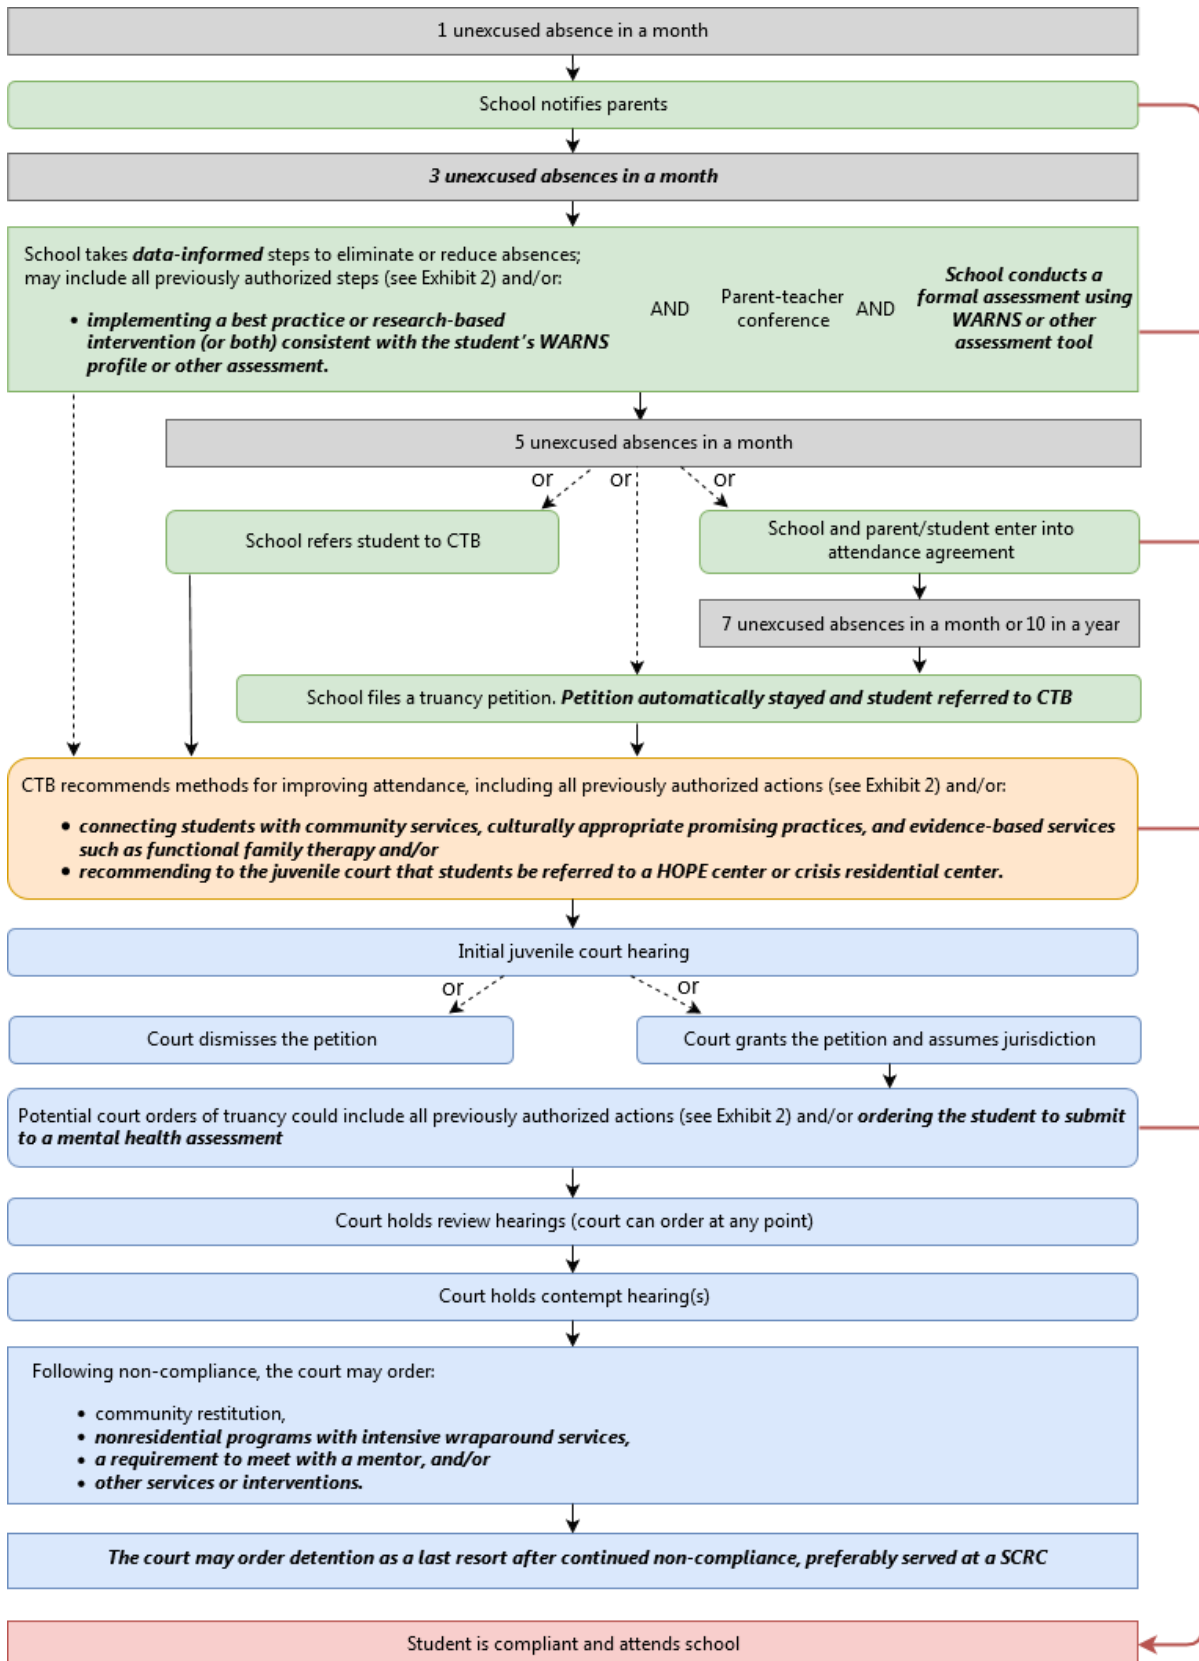 1 unexcused absence in a month
School notifies parents
3 unexcused absences in a month
School takes data-informed steps to eliminate or reduce absences;
may include all previously authorized steps (see Exhibit 2) and/or:
• implementing a best practice or research-based
intervention (or both) consistent with the student's WARNS
profile or other assessment.
AND
Parent-teacher
conference
AND
School conducts a
formal assessment using
WARNS or other
assessment tool
5 unexcused absences in a month
or
or
or
School refers student to CTB
School and parent/student enter into
attendance agreement
7 unexcused absences in a month or 10 in a year
School files a truancy petition. Petition automatically stayed and student referred to CTB
CTB recommends methods for improving attendance, including all previously authorized actions (see Exhibit 2) and/or:
• connecting students with community services, culturally appropriate promising practices, and evidence-based services
such as functional family therapy and/or
• recommending to the juvenile court that students be referred to a HOPE center or crisis residential center.
Initial juvenile court hearing
or
or
Court dismisses the petition
Court grants the petition and assumes jurisdiction
Potential court orders of truancy could include all previously authorized actions (see Exhibit 2) and/or ordering the student to submit
to a mental health assessment
Court holds review hearings (court can order at any point)
Court holds contempt hearing(s)
Following non-compliance, the court may order:
• community restitution,
• nonresidential programs with intensive wraparound services,
• a requirement to meet with a mentor, and/or
• other services or interventions.
The court may order detention as a last resort after continued non-compliance, preferably served at a SCRC
Student is compliant and attends school